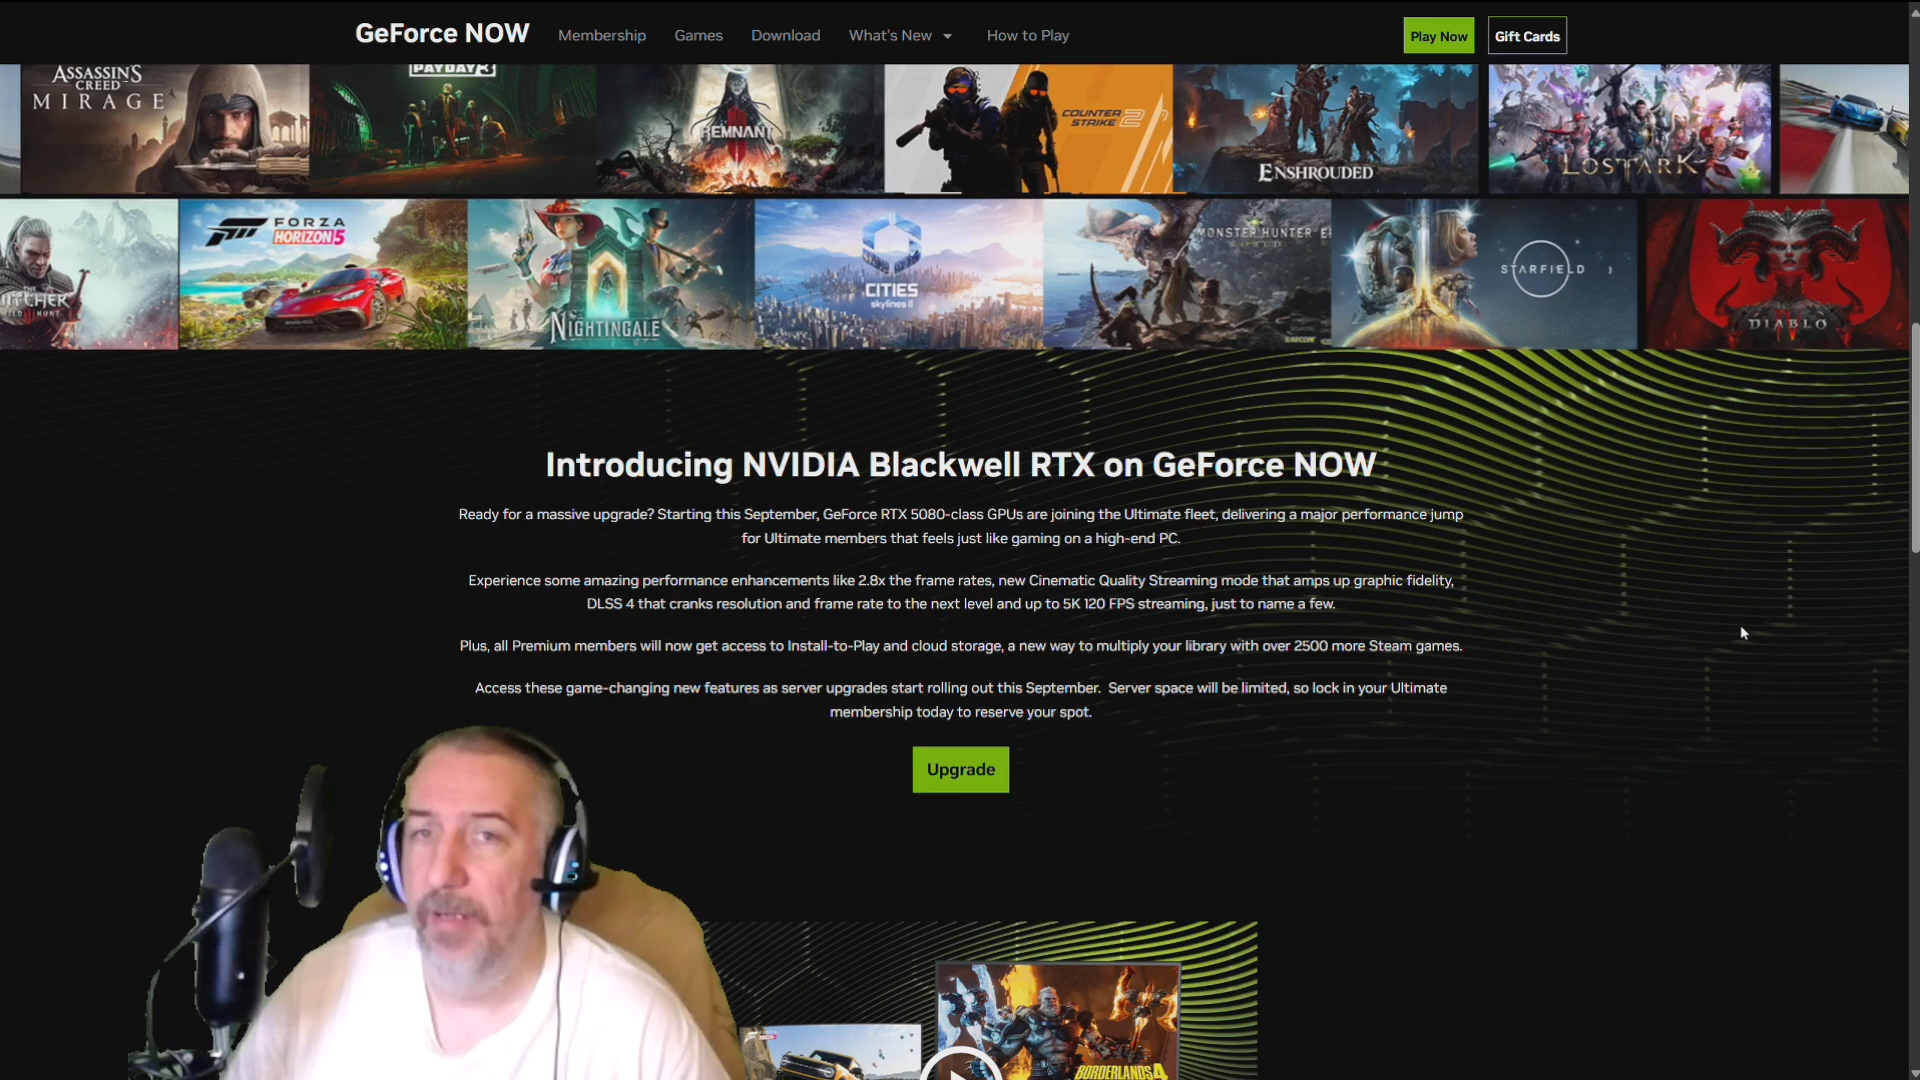 GeForce NOW Membership Games Download What's New How to Play Play Now Gift Cards
ASSASSIN'S
CREED
MIRAGE
PAYDAY 3
REMNANT
COUNTER
STRIKE 2
ENSHROUDED
LOST ARK
WITCHER
WILD HUNT
FORZA
HORIZON 5
NIGHTINGALE
CITIES
skylines II
MONSTER HUNTER
WORLD
CAPCOM
STARFIELD
DIABLO
Introducing NVIDIA Blackwell RTX on GeForce NOW
Ready for a massive upgrade? Starting this September, GeForce RTX 5080-class GPUs are joining the Ultimate fleet, delivering a major performance jump
for Ultimate members that feels just like gaming on a high-end PC.
Experience some amazing performance enhancements like 2.8x the frame rates, new Cinematic Quality Streaming mode that amps up graphic fidelity,
DLSS 4 that cranks resolution and frame rate to the next level and up to 5K 120 FPS streaming, just to name a few.
Plus, all Premium members will now get access to Install-to-Play and cloud storage, a new way to multiply your library with over 2500 more Steam games.
Access these game-changing new features as server upgrades start rolling out this September. Server space will be limited, so lock in your Ultimate
membership today to reserve your spot.
Upgrade
BORDERLANDS 4